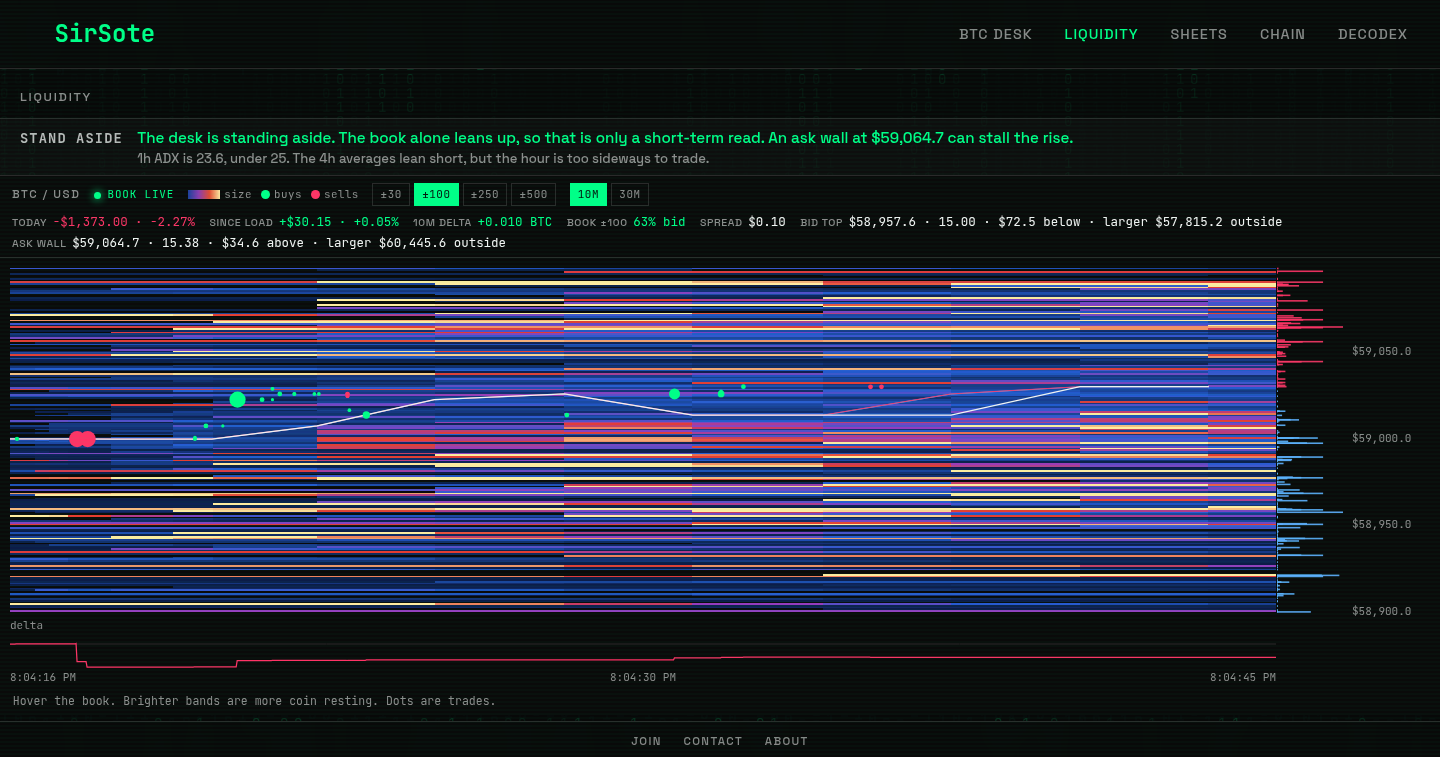 SirSote
BTC DESK LIQUIDITY SHEETS CHAIN DECODEX
LIQUIDITY
STAND ASIDE The desk is standing aside. The book alone leans up, so that is only a short-term read. An ask wall at $59,064.7 can stall the rise.
1h ADX is 23.6, under 25. The 4h averages lean short, but the hour is too sideways to trade.
BTC / USD BOOK LIVE size buys sells ±30 ±100 ±250 ±500 10M 30M
TODAY -$1,373.00 · -2.27% SINCE LOAD +$30.15 · +0.05% 10M DELTA +0.010 BTC BOOK ±100 63% bid SPREAD $0.10 BID TOP $58,957.6 · 15.00 · $72.5 below · larger $57,815.2 outside
ASK WALL $59,064.7 · 15.38 · $34.6 above · larger $60,445.6 outside
$59,050.0
$59,000.0
$58,950.0
$58,900.0
delta
8:04:16 PM 8:04:30 PM 8:04:45 PM
Hover the book. Brighter bands are more coin resting. Dots are trades.
JOIN CONTACT ABOUT